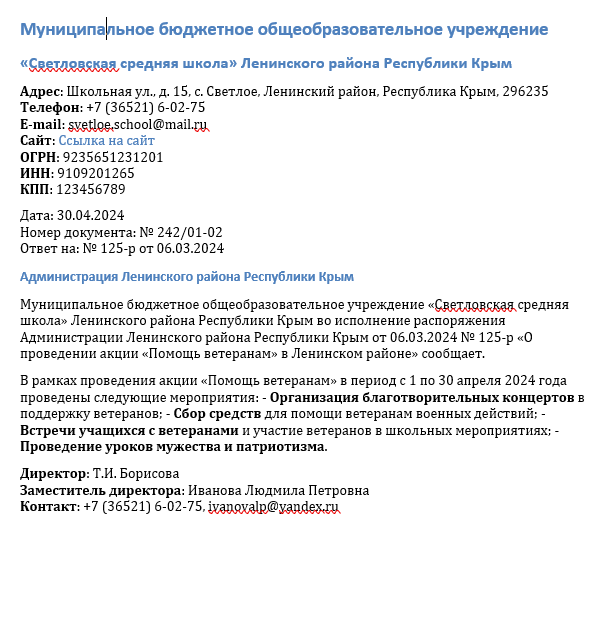 Муниципальное бюджетное общеобразовательное учреждение
«Светловская средняя школа» Ленинского района Республики Крым
Адрес: Школьная ул., д. 15, с. Светлое, Ленинский район, Республика Крым, 296235
Телефон: +7 (36521) 6-02-75
E-mail: svetloe.school@mail.ru
Сайт: Ссылка на сайт
ОГРН: 9235651231201
ИНН: 9109201265
КПП: 123456789
Дата: 30.04.2024
Номер документа: № 242/01-02
Ответ на: № 125-р от 06.03.2024
Администрация Ленинского района Республики Крым
Муниципальное бюджетное общеобразовательное учреждение «Светловская средняя
школа» Ленинского района Республики Крым во исполнение распоряжения
Администрации Ленинского района Республики Крым от 06.03.2024 № 125-р «О
проведении акции «Помощь ветеранам» в Ленинском районе» сообщает.
В рамках проведения акции «Помощь ветеранам» в период с 1 по 30 апреля 2024 года
проведены следующие мероприятия: - Организация благотворительных концертов в
поддержку ветеранов; - Сбор средств для помощи ветеранам военных действий; -
Встречи учащихся с ветеранами и участие ветеранов в школьных мероприятиях; -
Проведение уроков мужества и патриотизма.
Директор: Т.И. Борисова
Заместитель директора: Иванова Людмила Петровна
Контакт: +7 (36521) 6-02-75, ivanovalp@yandex.ru